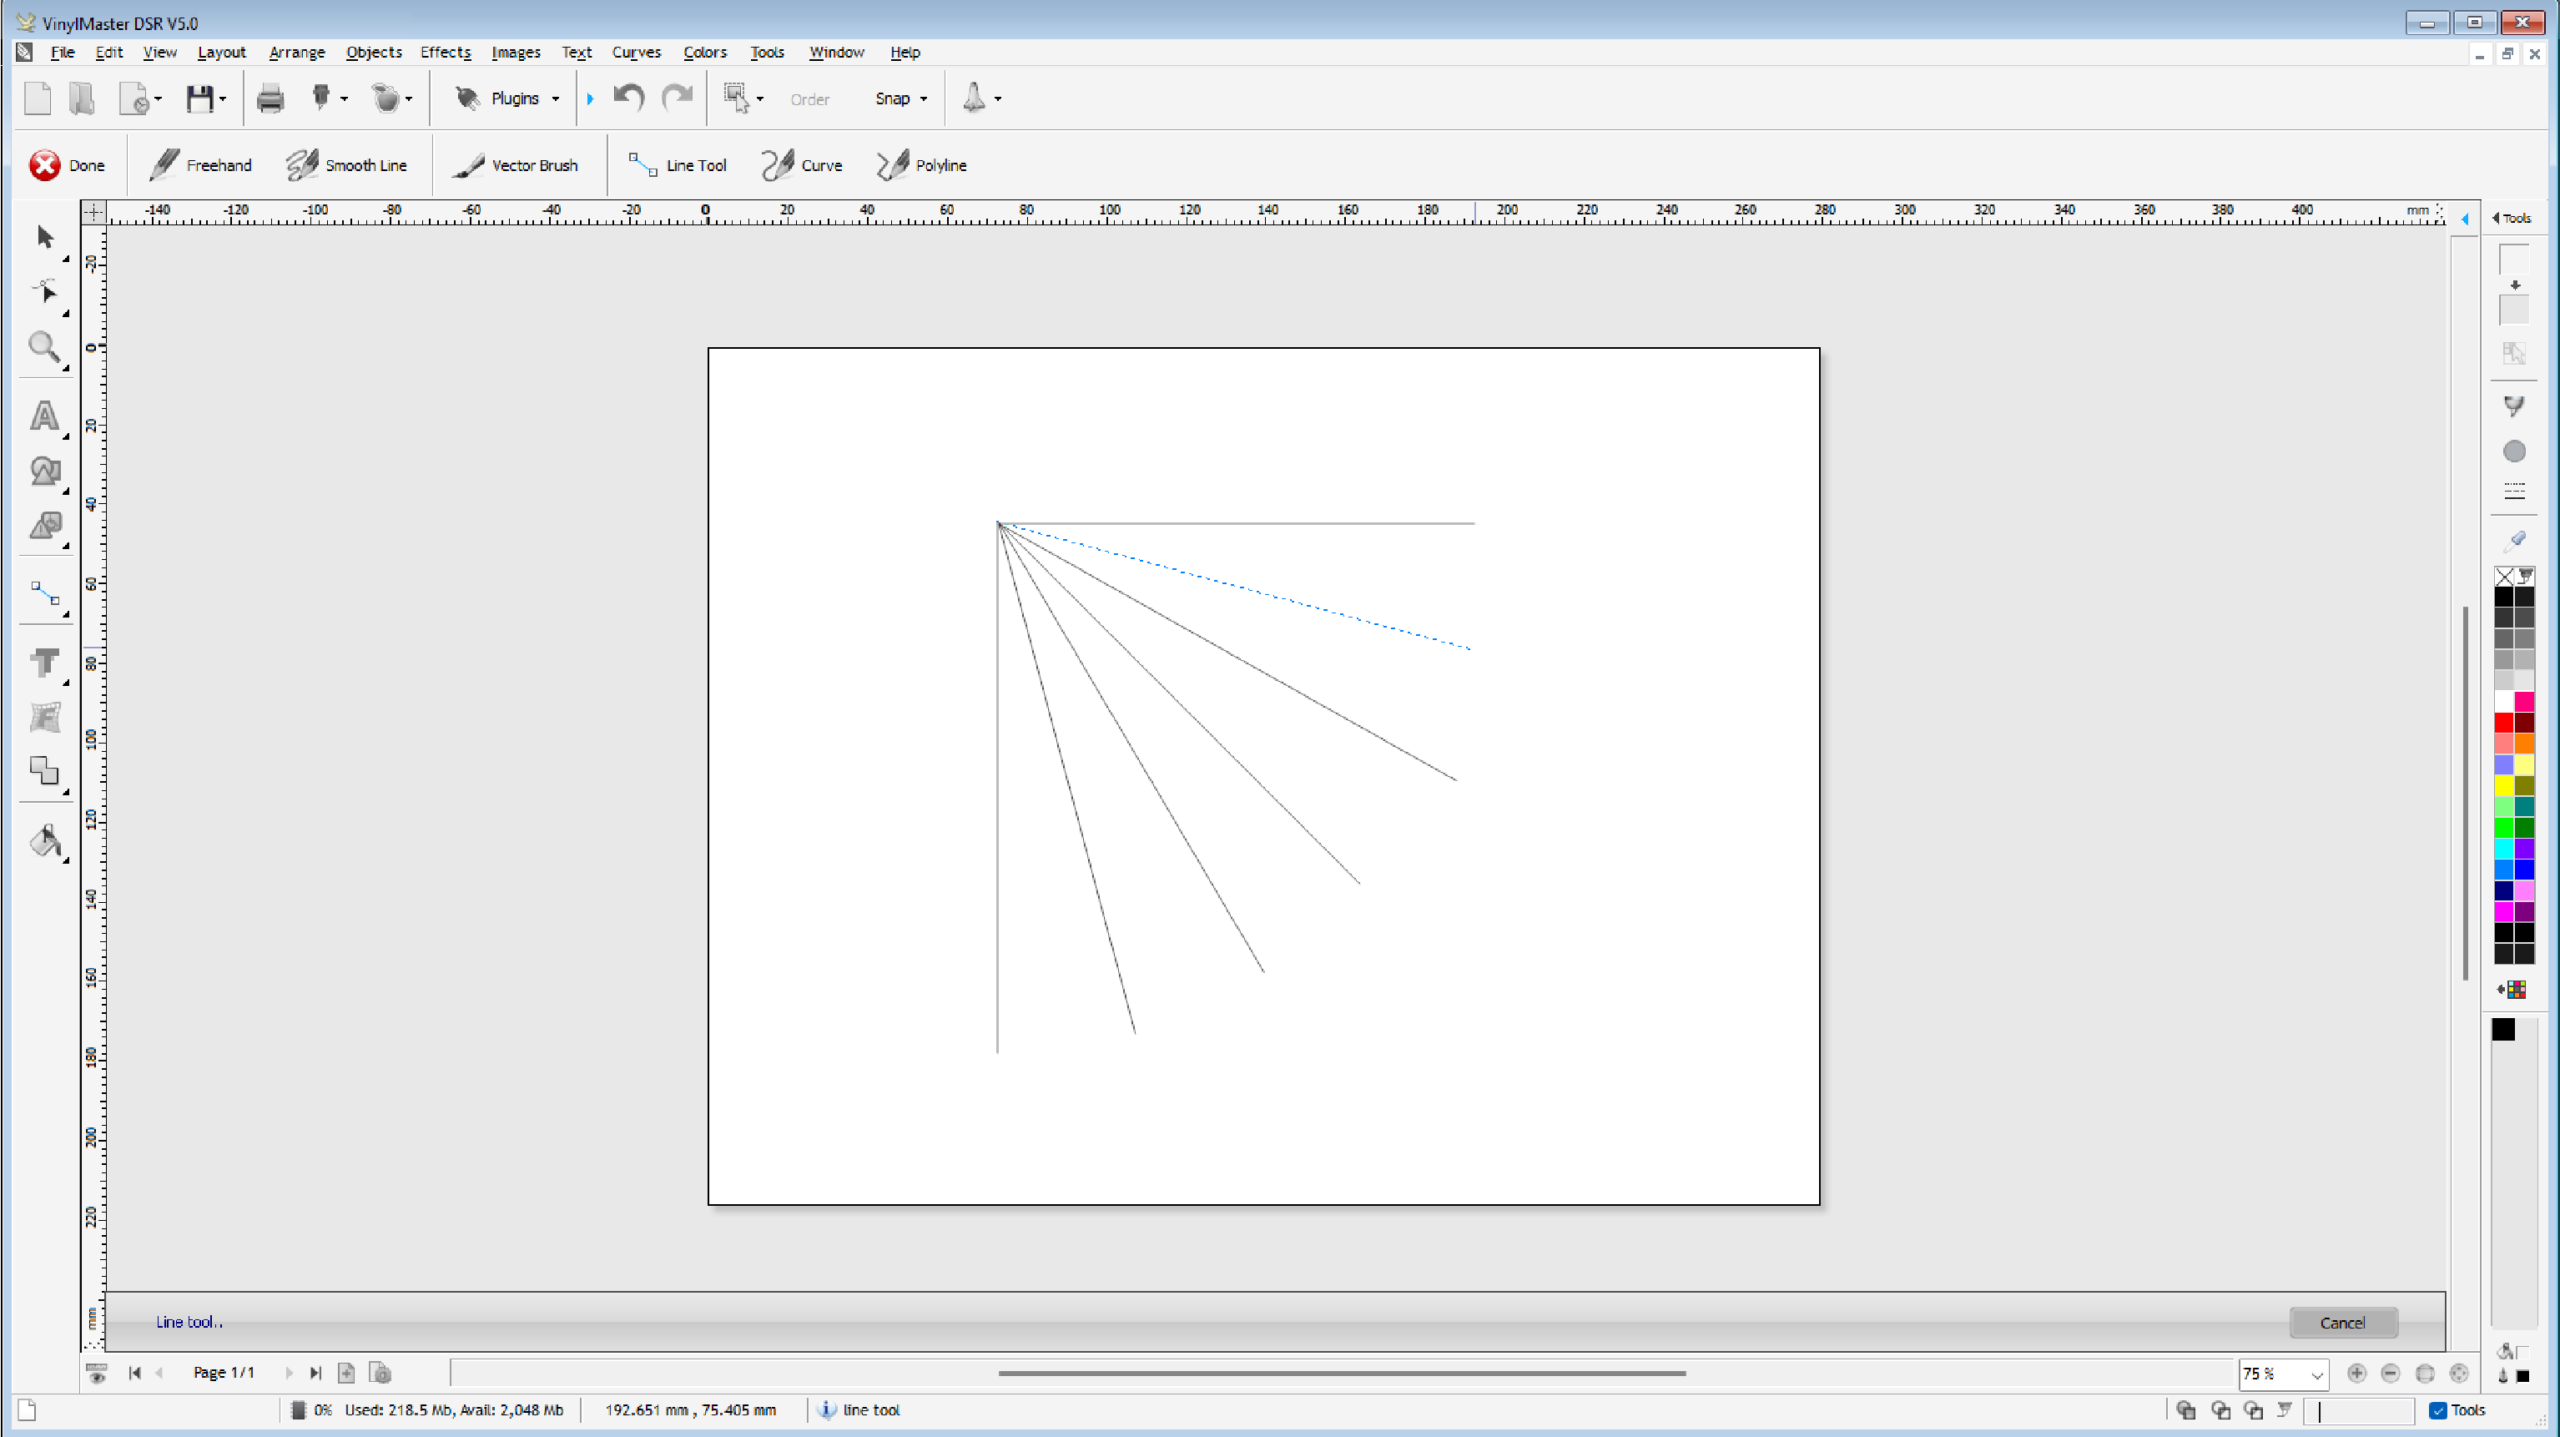 VinylMaster DSR V5.0
File Edit View Layout Arrange Objects Effects Images Text Curves Colors Tools Window Help
Plugins Order Snap
Done Freehand Smooth Line Vector Brush Line Tool Curve Polyline
-140 -120 -100 -80 -60 -40 -20 0 20 40 60 80 100 120 140 160 180 200 220 240 260 280 300 320 340 360 380 400 mm
Tools
-20
0
20
40
60
80
100
120
140
160
180
200
220
mm
Line tool..
Cancel
Page 1/1
75 %
0% Used: 218.5 Mb, Avail: 2,048 Mb 192.651 mm , 75.405 mm line tool
Tools